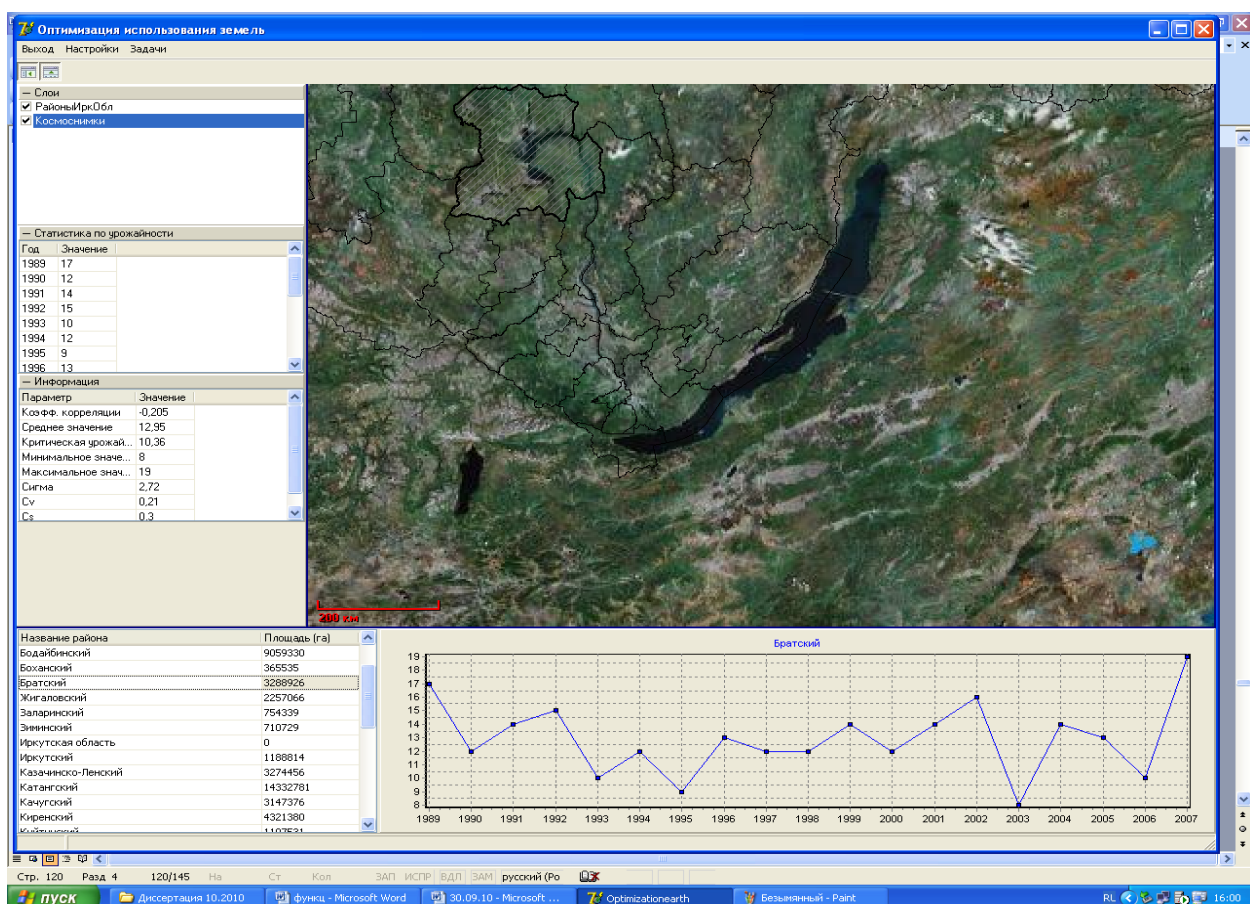 Оптимизация использования земель
Выход Настройки Задачи
Слои
РайоныИркОбл
Космоснимки
Статистика по урожайности
Год Значение
1989 17
1990 12
1991 14
1992 15
1993 10
1994 12
1995 9
1996 13
Информация
Параметр Значение
Коэфф. корреляции -0,205
Среднее значение 12,95
Критическая урожай... 10,36
Минимальное значе... 8
Максимальное знач... 19
Сигма 2,72
Cv 0,21
Cs 0,3
200 км
Название района Площадь (га)
Бодайбинский 9059330
Боханский 365535
Братский 3288926
Жигаловский 2257066
Заларинский 754339
Зиминский 710729
Иркутская область 0
Иркутский 1188814
Казачинско-Ленский 3274456
Катангский 14332781
Качугский 3147376
Киренский 4321380
Куйтунский 1107531
Братский
19
18
17
16
15
14
13
12
11
10
9
8
1989 1990 1991 1992 1993 1994 1995 1996 1997 1998 1999 2000 2001 2002 2003 2004 2005 2006 2007
Стр. 120 Разд 4 120/145 На Ст Кол ЗАП ИСПР ВДЛ ЗАМ русский (Ро
пуск Диссертация 10.2010 функц - Microsoft Word 30.09.10 - Microsoft ... Optimizationearth Безымянный - Paint RL 16:00